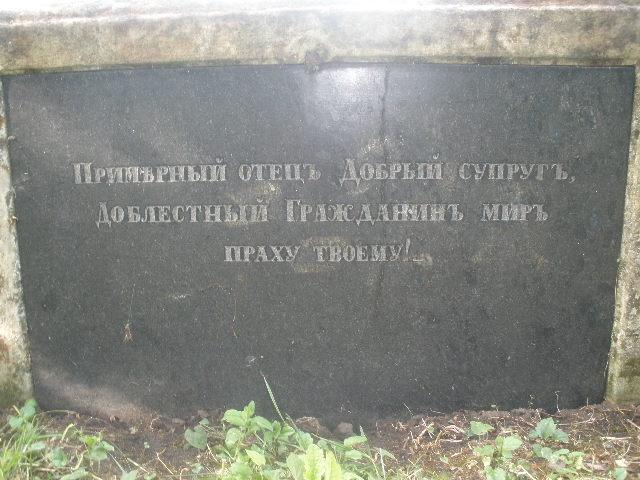 Примѣрный отецъ Добрый супругъ,
Доблестный Гражданинъ миръ
праху твоему!